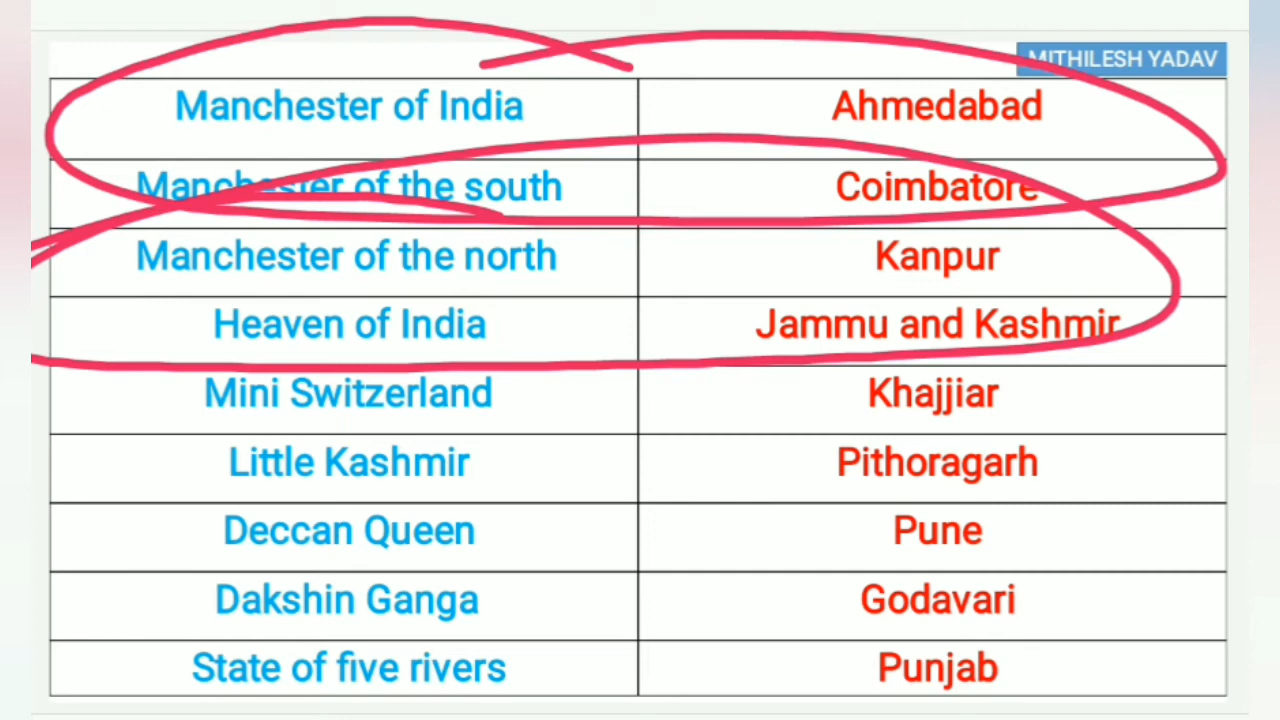 MITHILESH YADAV
Manchester of India Ahmedabad
Manchester of the south Coimbatore
Manchester of the north Kanpur
Heaven of India Jammu and Kashmir
Mini Switzerland Khajjiar
Little Kashmir Pithoragarh
Deccan Queen Pune
Dakshin Ganga Godavari
State of five rivers Punjab